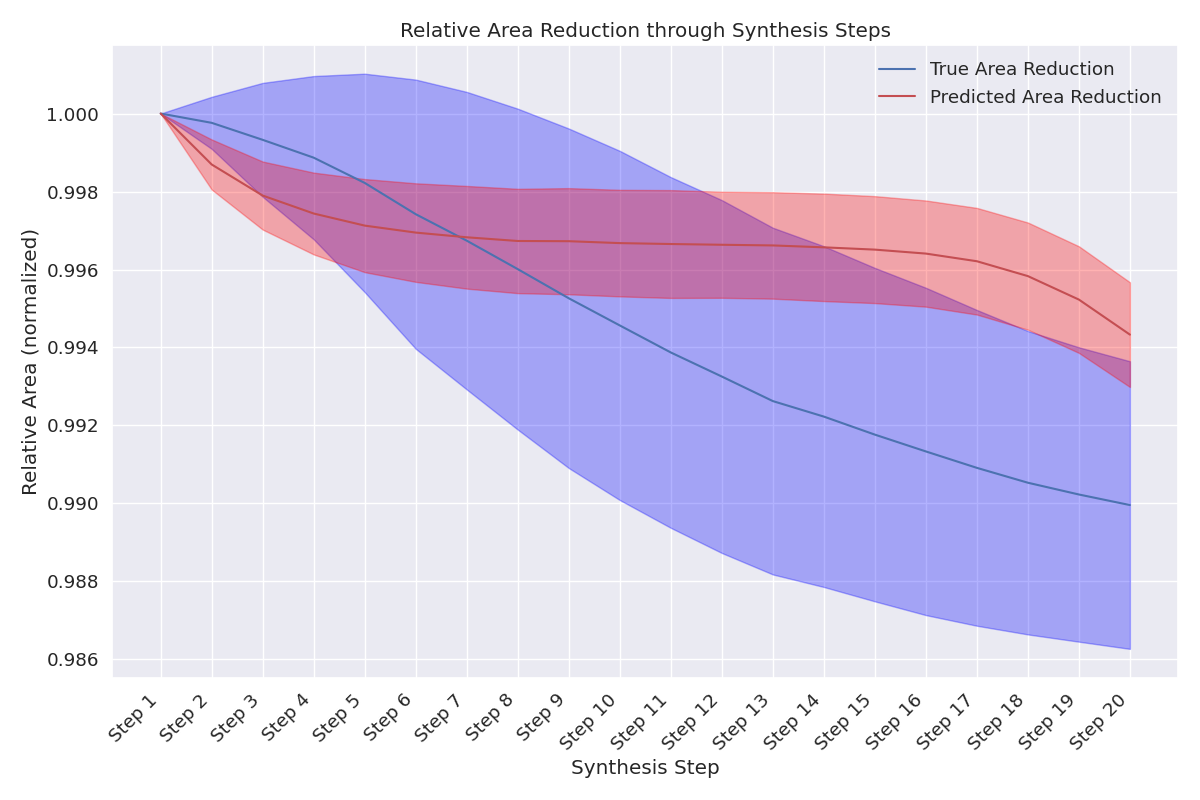 Relative Area Reduction through Synthesis Steps
True Area Reduction
Predicted Area Reduction
Relative Area (normalized)
1.000
0.998
0.996
0.994
0.992
0.990
0.988
0.986
Step 1
Step 2
Step 3
Step 4
Step 5
Step 6
Step 7
Step 8
Step 9
Step 10
Step 11
Step 12
Step 13
Step 14
Step 15
Step 16
Step 17
Step 18
Step 19
Step 20
Synthesis Step